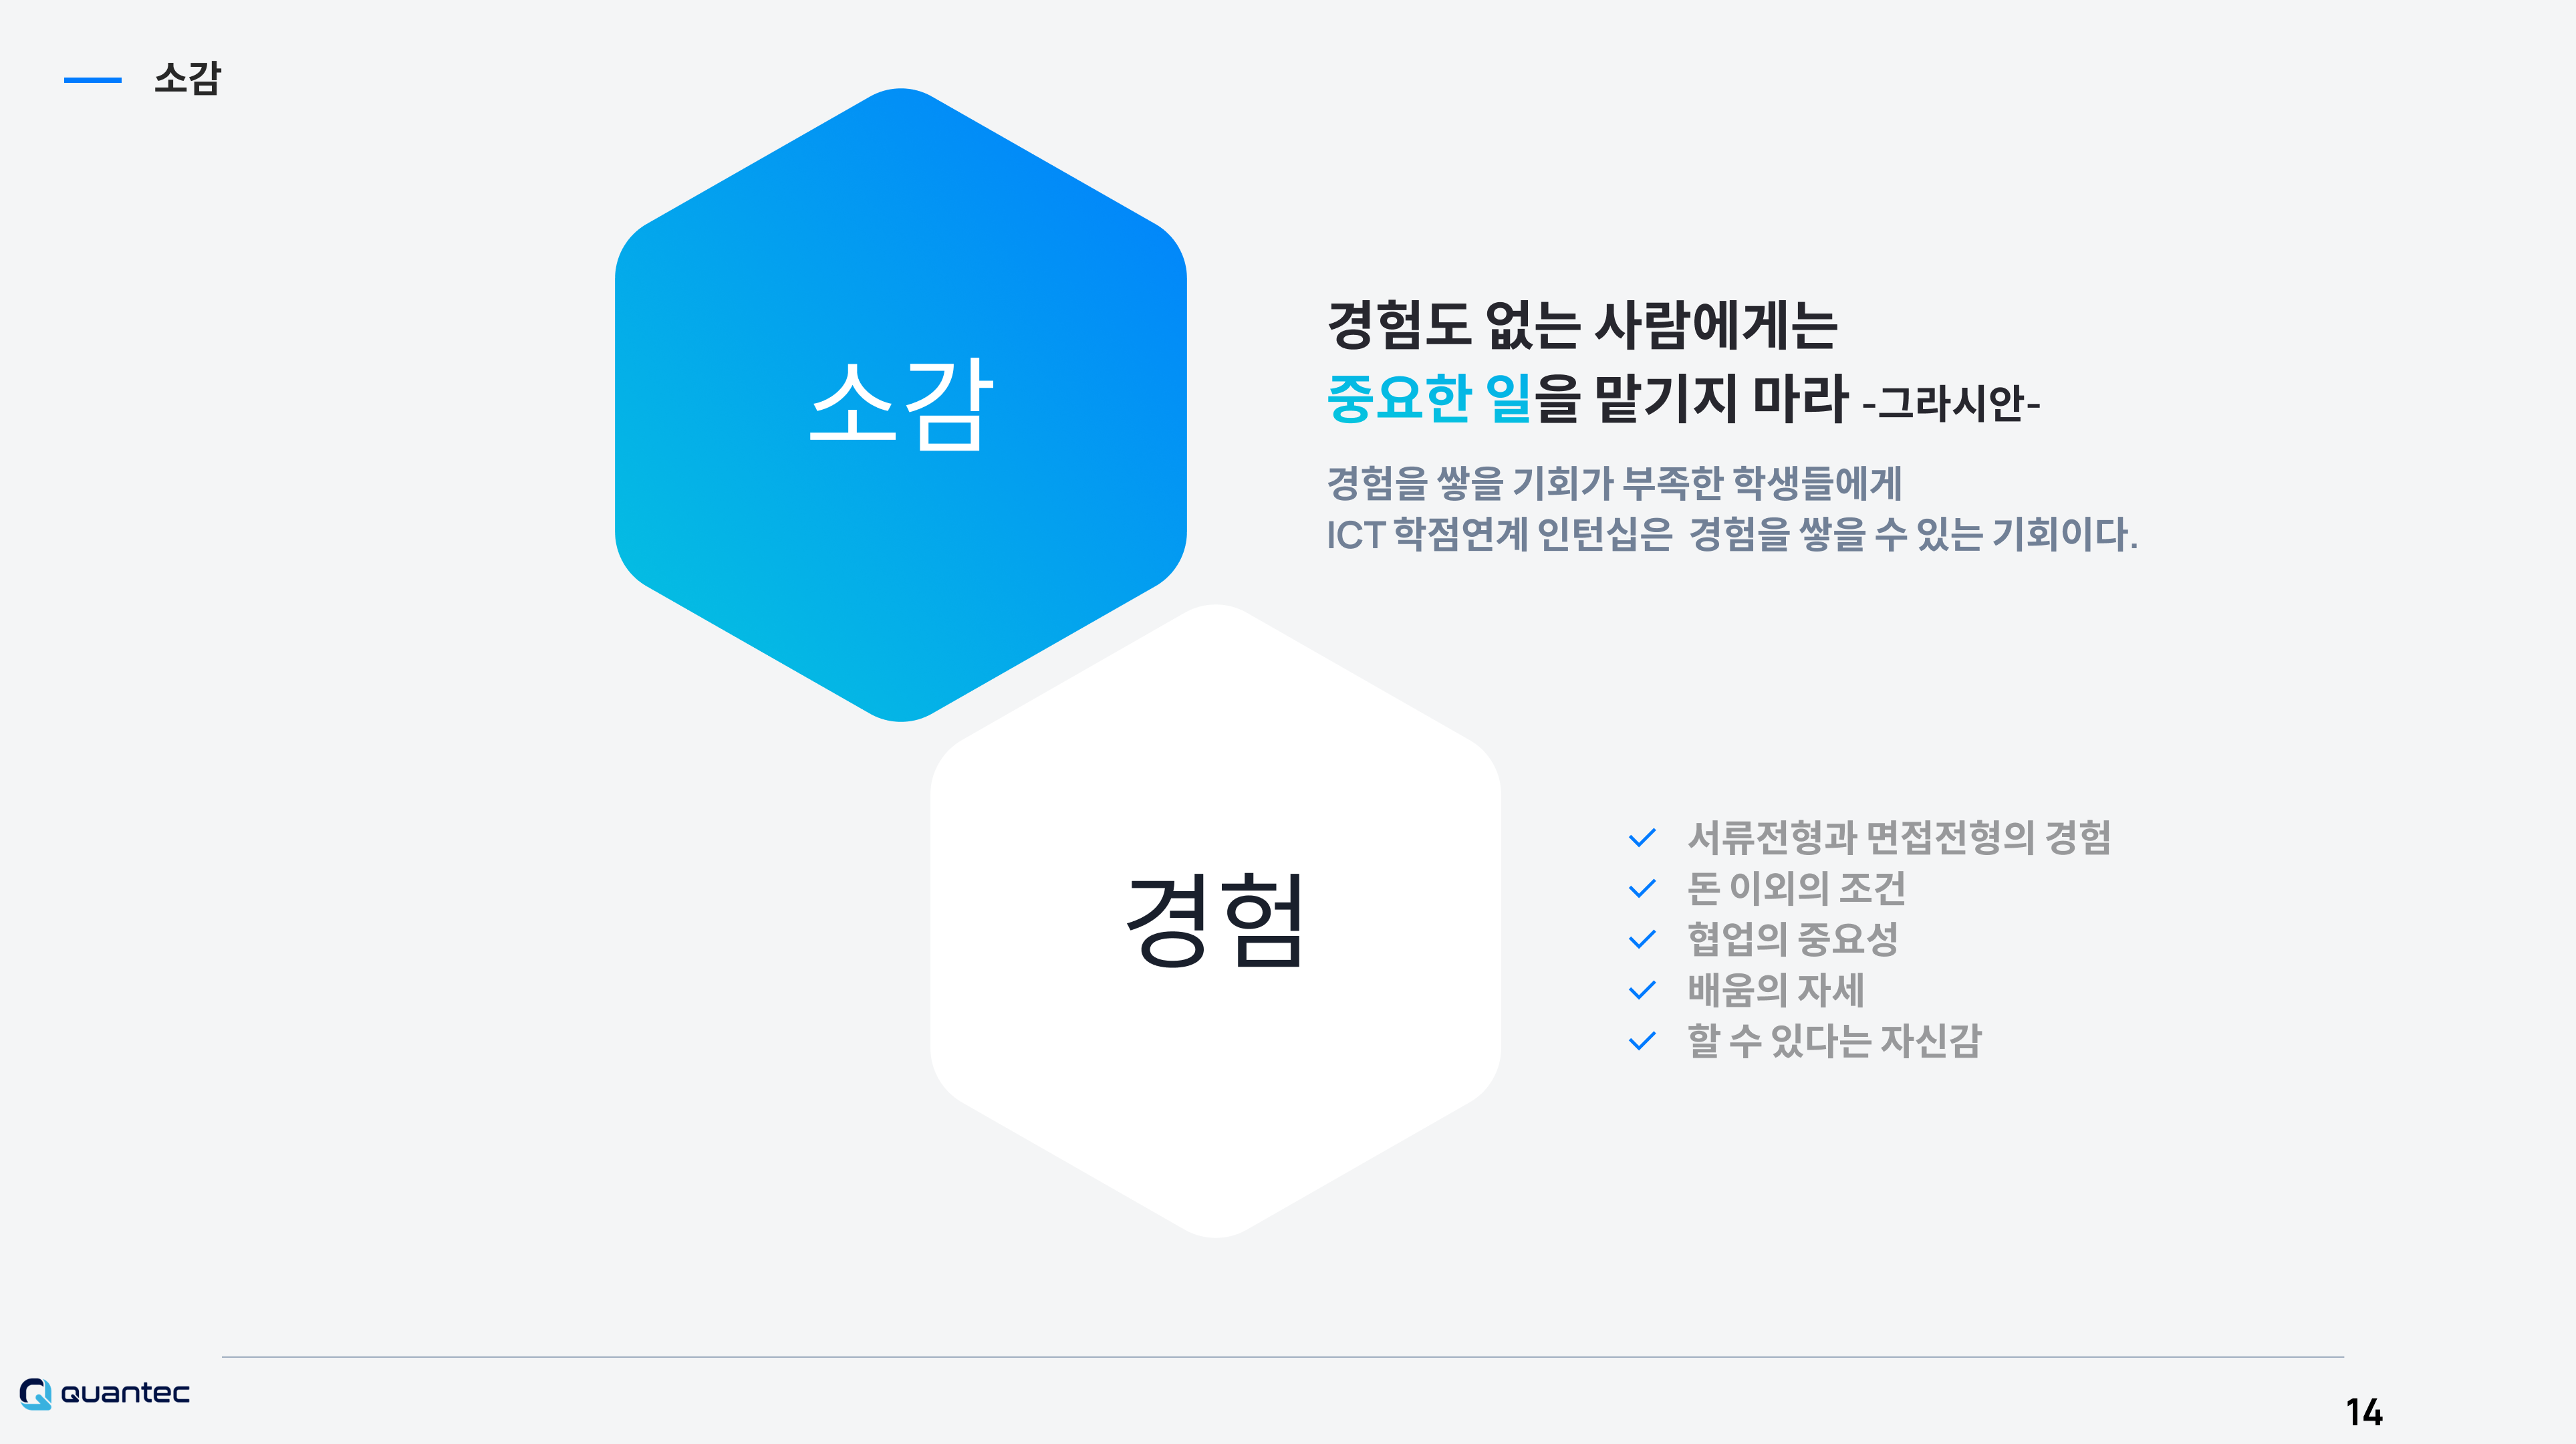 소감
소감
경험도 없는 사람에게는
중요한 일을 맡기지 마라 -그라시안-
경험을 쌓을 기회가 부족한 학생들에게
ICT 학점연계 인턴십은 경험을 쌓을 수 있는 기회이다.
경험
서류전형과 면접전형의 경험
돈 이외의 조건
협업의 중요성
배움의 자세
할 수 있다는 자신감
quantec
14